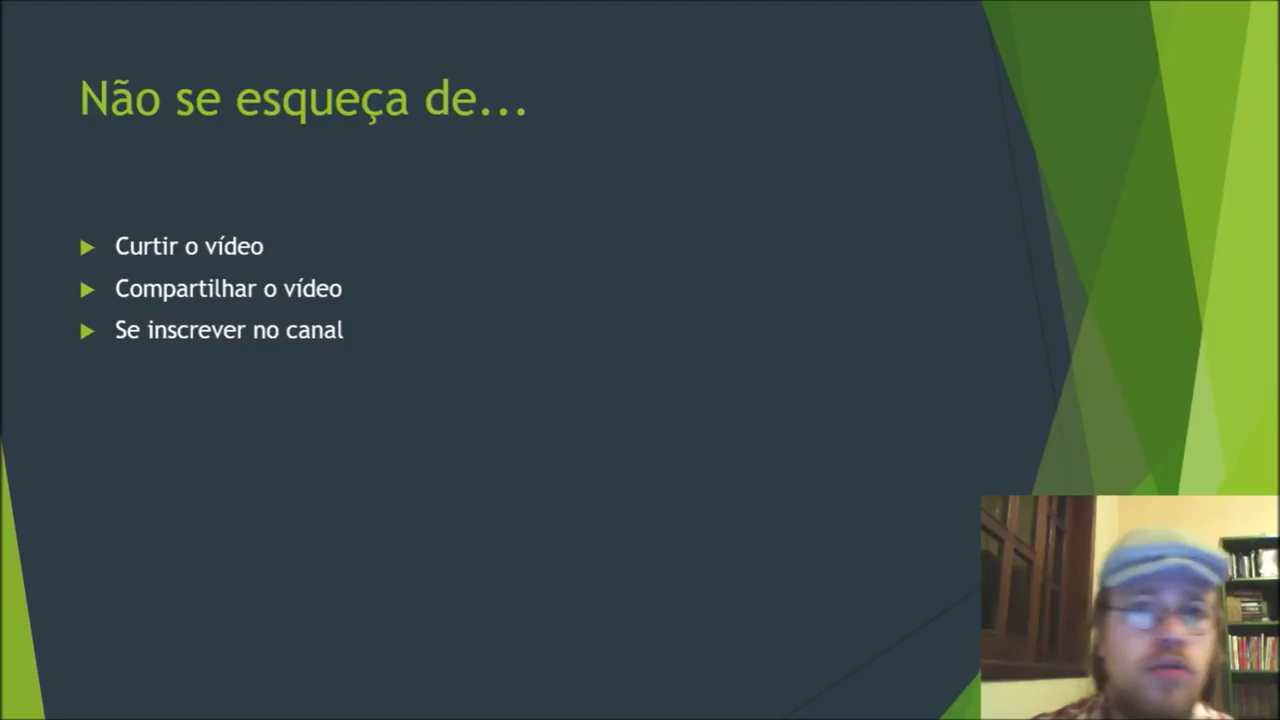 Não se esqueça de...
Curtir o vídeo
Compartilhar o vídeo
Se inscrever no canal